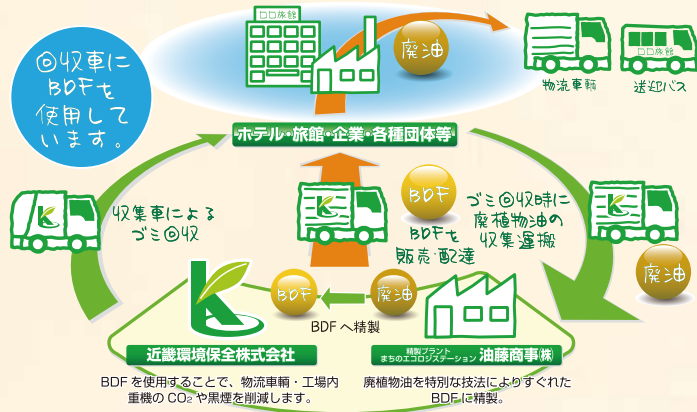 回収車に
BDFを
使用して
います。
ロロ旅館
廃油
ロロ旅館
物流車輌
送迎バス
ホテル・旅館・企業・各種団体等
収集車による
ゴミ回収
BDF
BDFを
販売・配達
ゴミ回収時に
廃植物油の
収集運搬
廃油
BDF
廃油
BDFへ精製
近畿環境保全株式会社
精製プラント
まちのエコロジステーション 油藤商事㈱
BDFを使用することで、物流車輌・工場内
重機のCO₂や黒煙を削減します。
廃植物油を特別な技法によりすぐれた
BDFに精製。